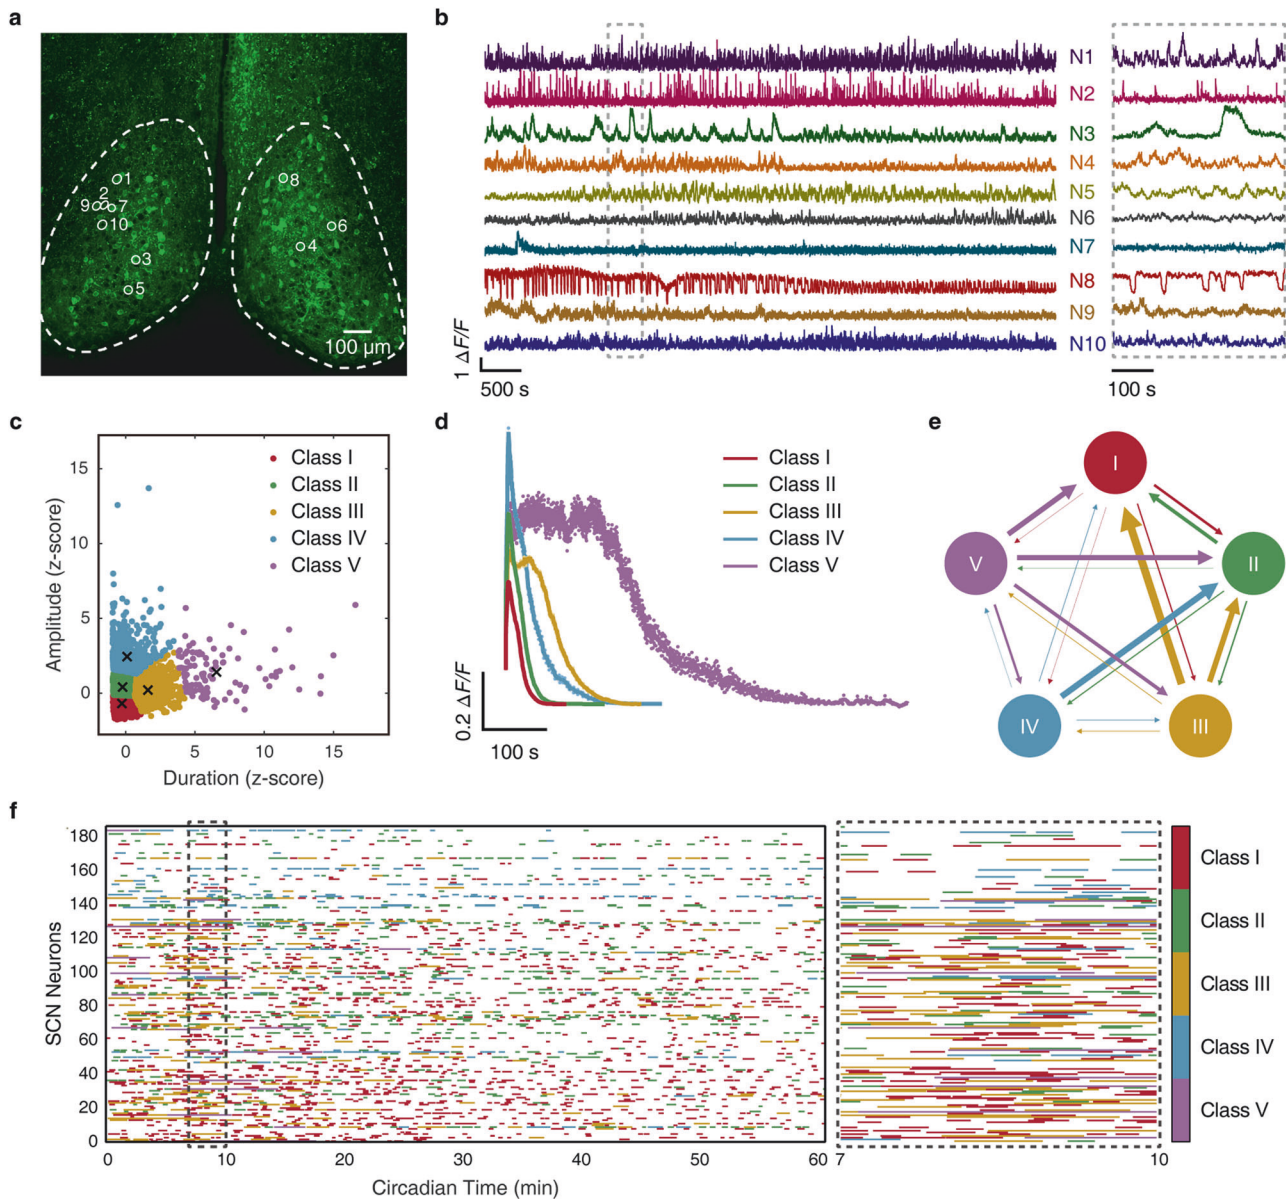 a
1
2
9
7
10
3
5
8
6
4
100 µm
b
N1
N2
N3
N4
N5
N6
N7
N8
N9
N10
1 ΔF/F
500 s
100 s
c
Class I
Class II
Class III
Class IV
Class V
15
10
5
0
Amplitude (z-score)
0 5 10 15
Duration (z-score)
d
Class I
Class II
Class III
Class IV
Class V
0.2 ΔF/F
100 s
e
I
V
II
IV
III
f
180
160
140
120
100
80
60
40
20
0
SCN Neurons
0 10 20 30 40 50 60
Circadian Time (min)
7 10
Class I
Class II
Class III
Class IV
Class V